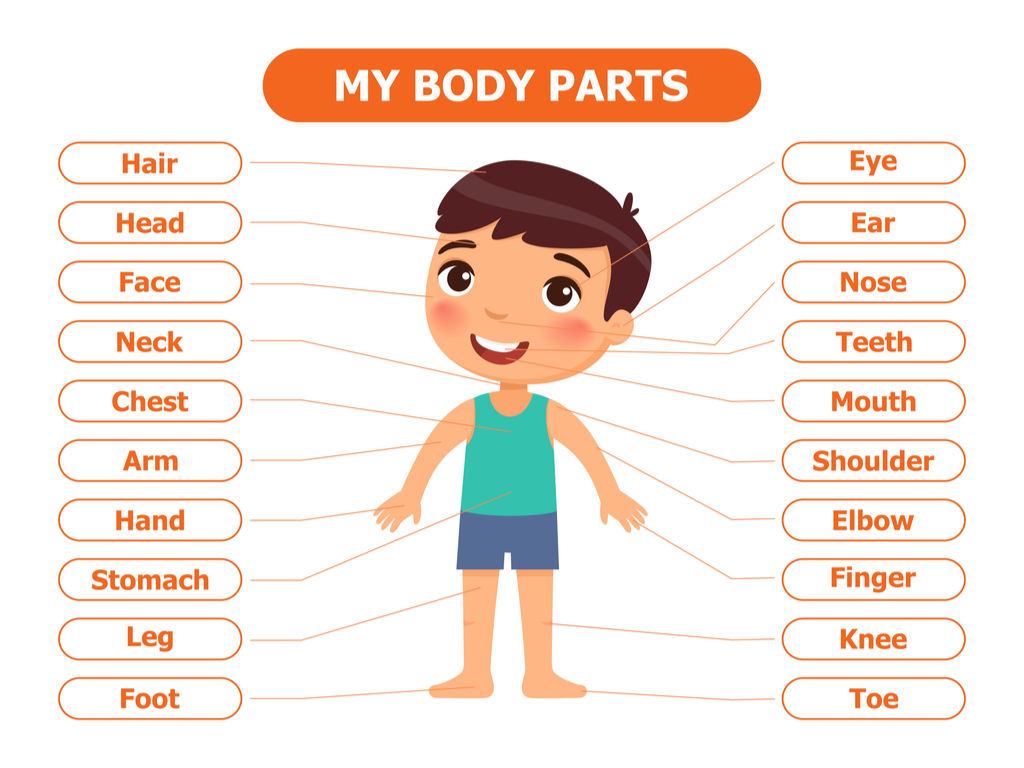 MY BODY PARTS
Hair
Head
Face
Neck
Chest
Arm
Hand
Stomach
Leg
Foot
Eye
Ear
Nose
Teeth
Mouth
Shoulder
Elbow
Finger
Knee
Toe